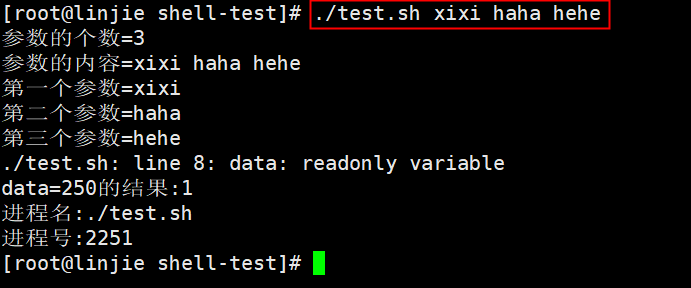 [root@linjie shell-test]# ./test.sh xixi haha hehe
参数的个数=3
参数的内容=xixi haha hehe
第一个参数=xixi
第二个参数=haha
第三个参数=hehe
./test.sh: line 8: data: readonly variable
data=250的结果:1
进程名:./test.sh
进程号:2251
[root@linjie shell-test]#